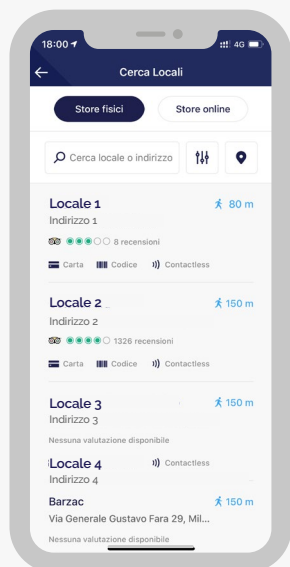 18:00 4G
Cerca Locali
Store fisici Store online
Cerca locale o indirizzo
Locale 1 80 m
Indirizzo 1
8 recensioni
Carta Codice Contactless
Locale 2 150 m
Indirizzo 2
1326 recensioni
Carta Codice Contactless
Locale 3 150 m
Indirizzo 3
Nessuna valutazione disponibile
Locale 4 Contactless
Indirizzo 4
Barzac 150 m
Via Generale Gustavo Fara 29, Mil...
Nessuna valutazione disponibile